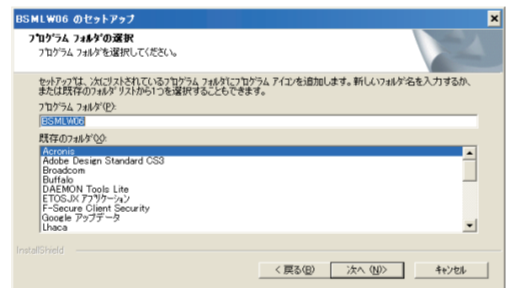 BSMLW06 のセットアップ
プログラム フォルダの選択
プログラム フォルダを選択してください。
セットアップは、次にリストされているプログラム フォルダにプログラム アイコンを追加します。新しいフォルダ名を入力するか、
または既存のフォルダ リストから1つを選択することもできます。
プログラム フォルダ(P):
BSMLW06
既存のフォルダ(X):
Acronis
Adobe Design Standard CS3
Broadcom
Buffalo
DAEMON Tools Lite
ETOSJX アプリケーション
F-Secure Client Security
Google アップデータ
Lhaca
InstallShield
< 戻る(B)
次へ (N)>
キャンセル